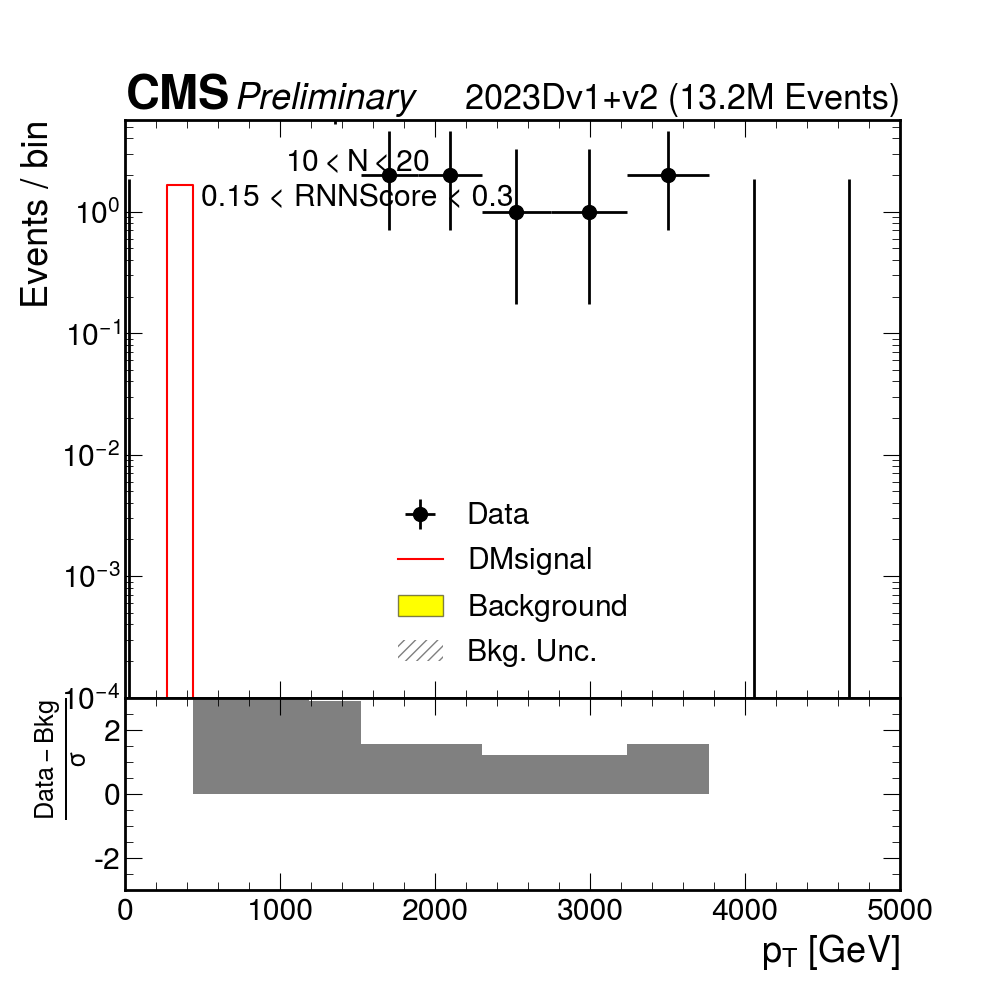 CMS Preliminary 2023Dv1+v2 (13.2M Events)
Events / bin
10 < N < 20
0.15 < RNNScore < 0.3
10⁰
10⁻¹
10⁻²
10⁻³
10⁻⁴
Data
DMsignal
Background
Bkg. Unc.
Data – Bkg
σ
2
0
-2
0 1000 2000 3000 4000 5000
p_T [GeV]